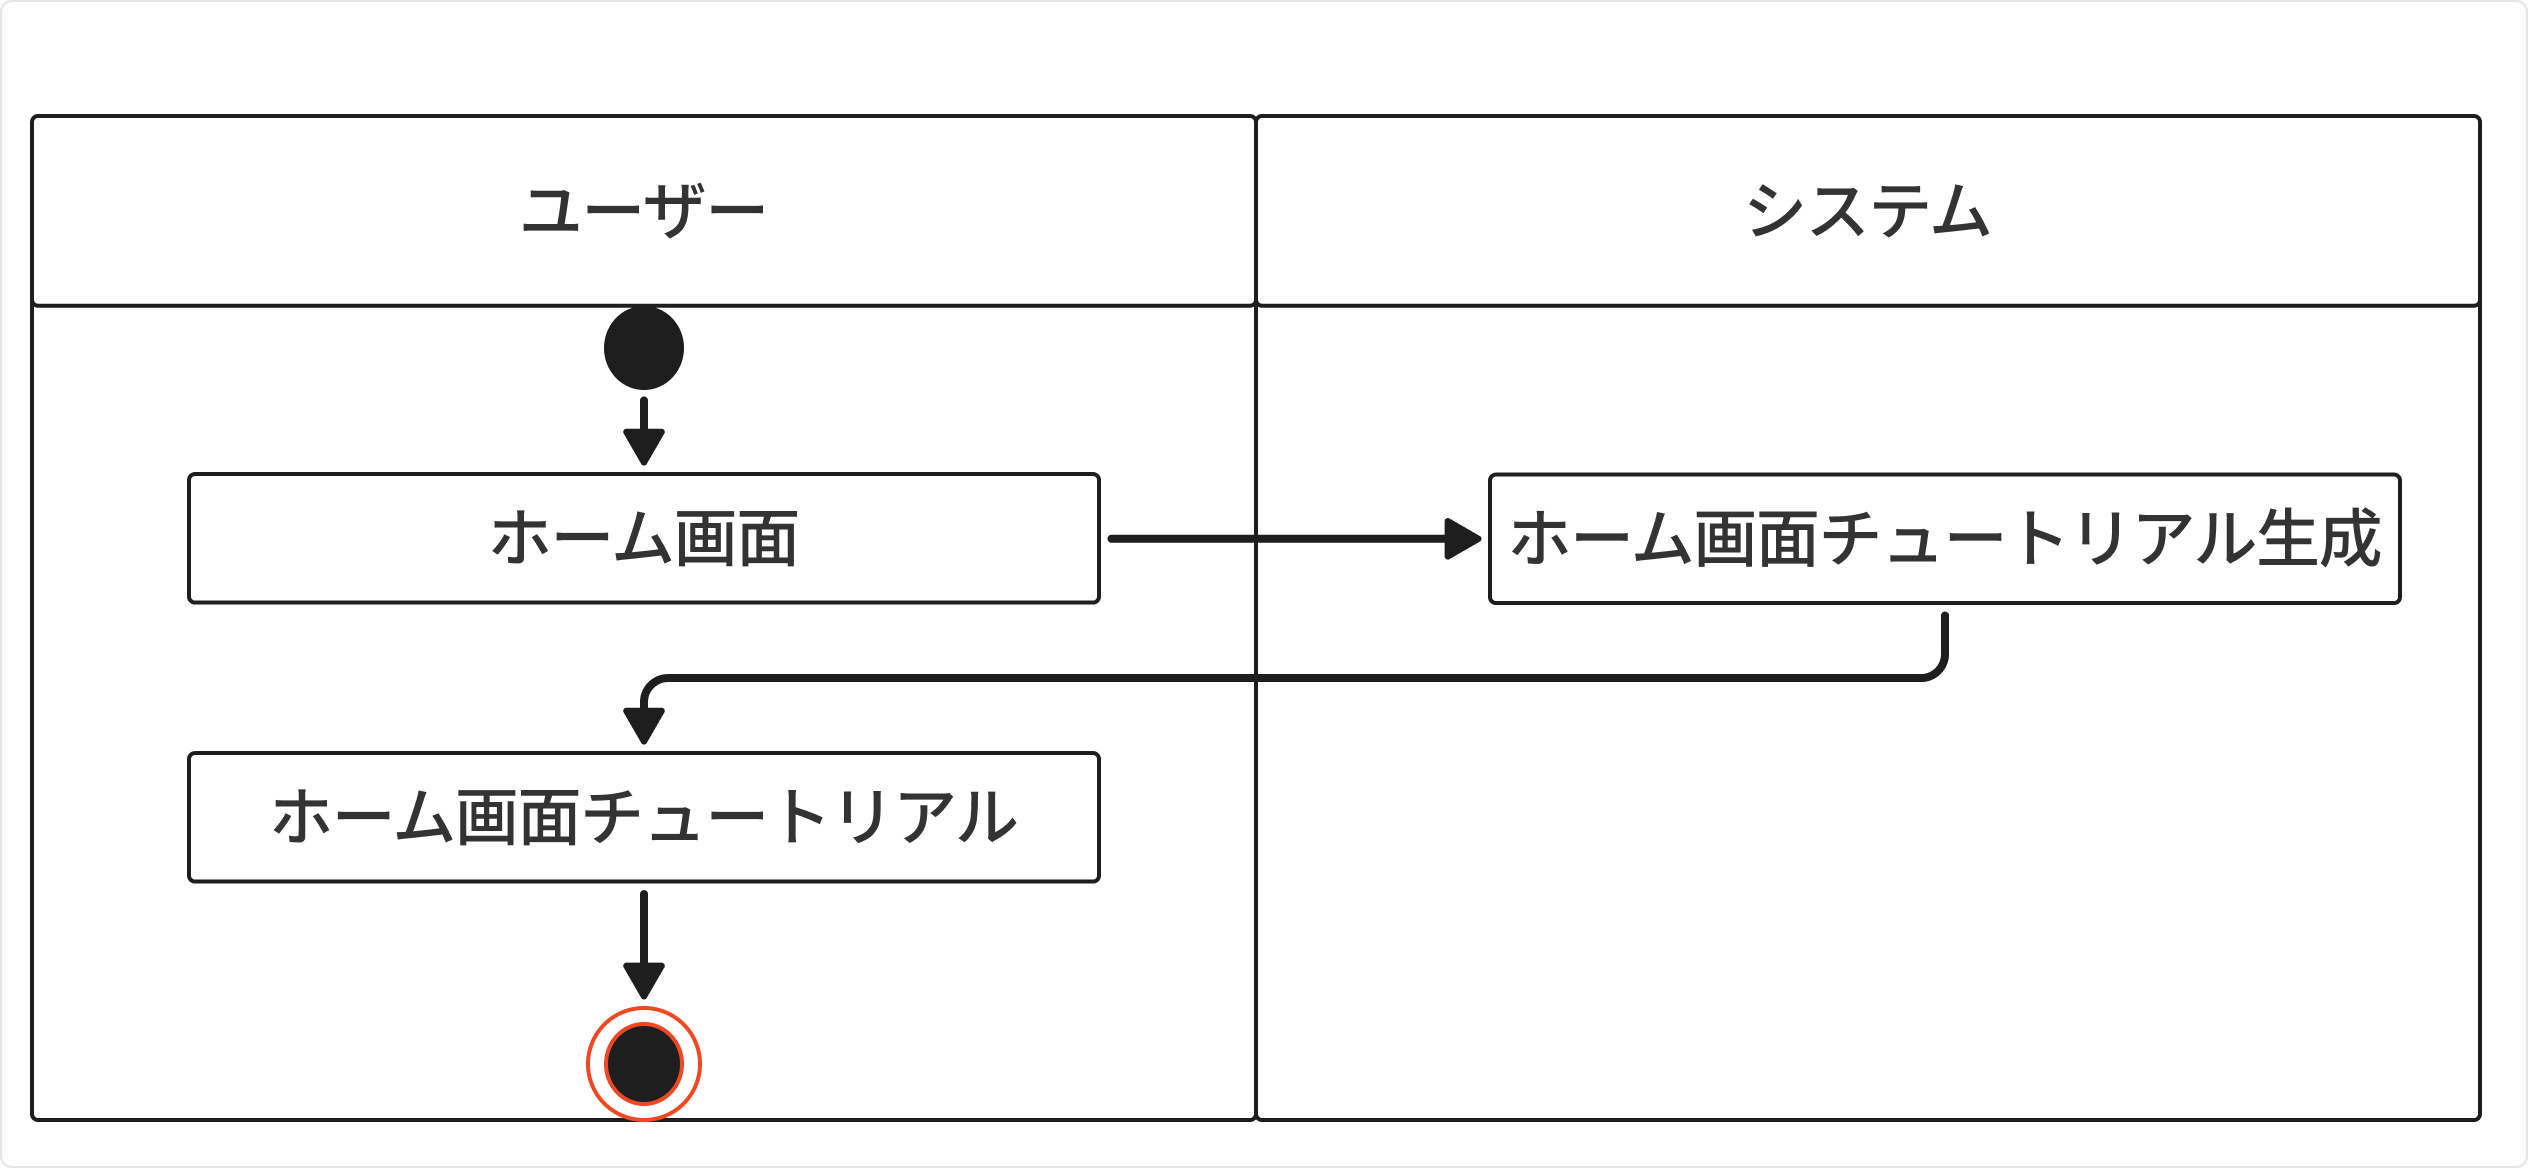 ユーザー
システム
ホーム画面
ホーム画面チュートリアル生成
ホーム画面チュートリアル